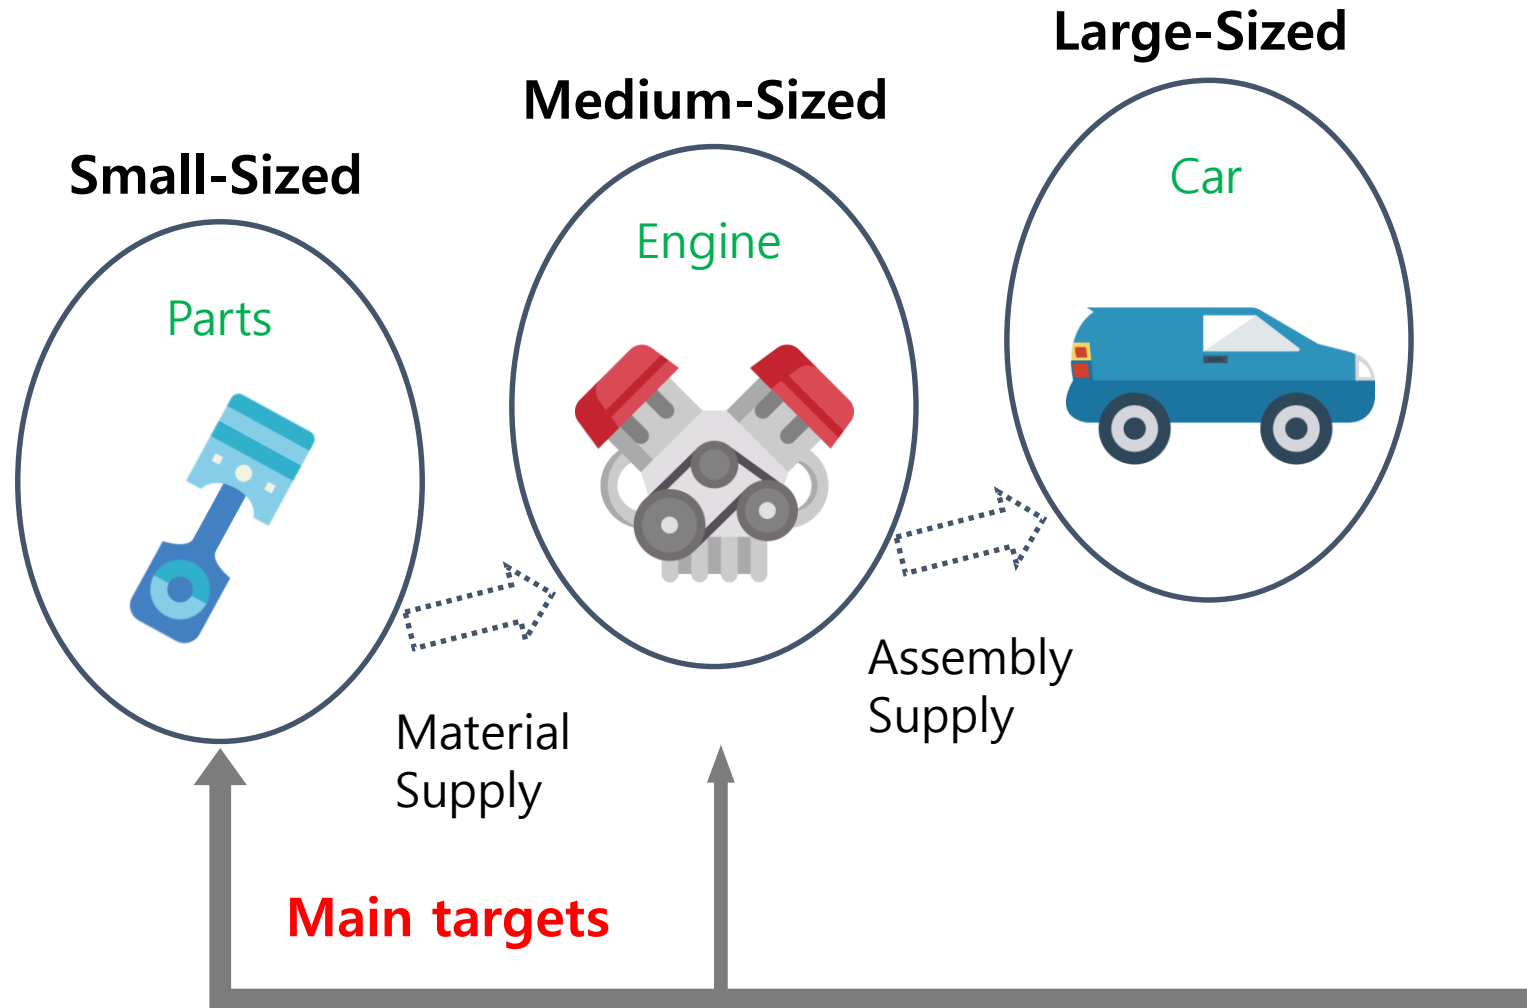 Large-Sized
Medium-Sized
Small-Sized
Car
Engine
Parts
Assembly
Supply
Material
Supply
Main targets